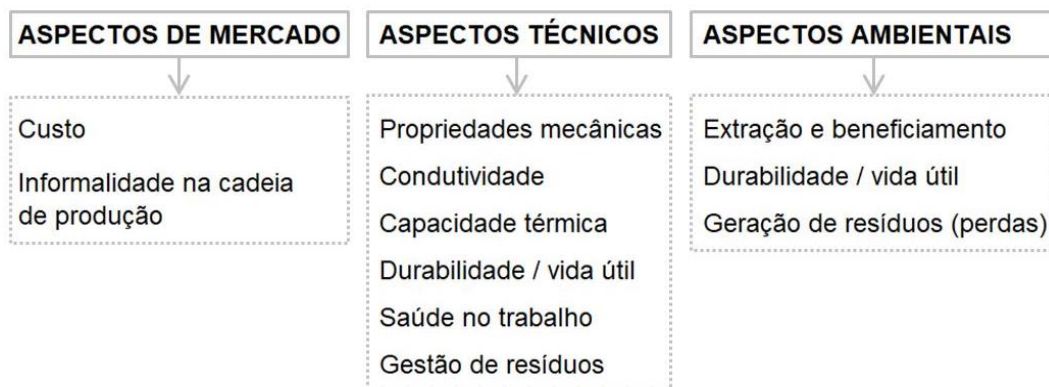 ASPECTOS DE MERCADO
Custo
Informalidade na cadeia
de produção
ASPECTOS TÉCNICOS
Propriedades mecânicas
Condutividade
Capacidade térmica
Durabilidade / vida útil
Saúde no trabalho
Gestão de resíduos
ASPECTOS AMBIENTAIS
Extração e beneficiamento
Durabilidade / vida útil
Geração de resíduos (perdas)